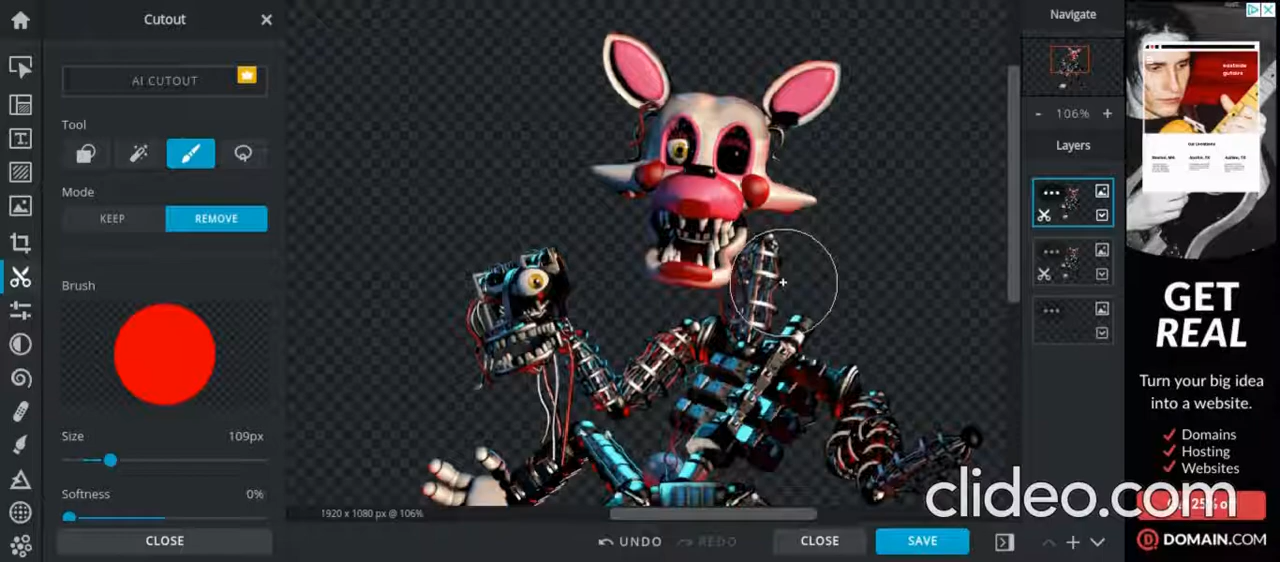 Cutout
AI CUTOUT
Tool
Mode
KEEP
REMOVE
Brush
Size
109px
Softness
0%
CLOSE
1920 x 1080 px @ 106%
UNDO
REDO
CLOSE
SAVE
Navigate
- 106% +
Layers
eastside
guitars
GET
REAL
Turn your big idea
into a website.
Domains
Hosting
Websites
clideo.com
DOMAIN.COM